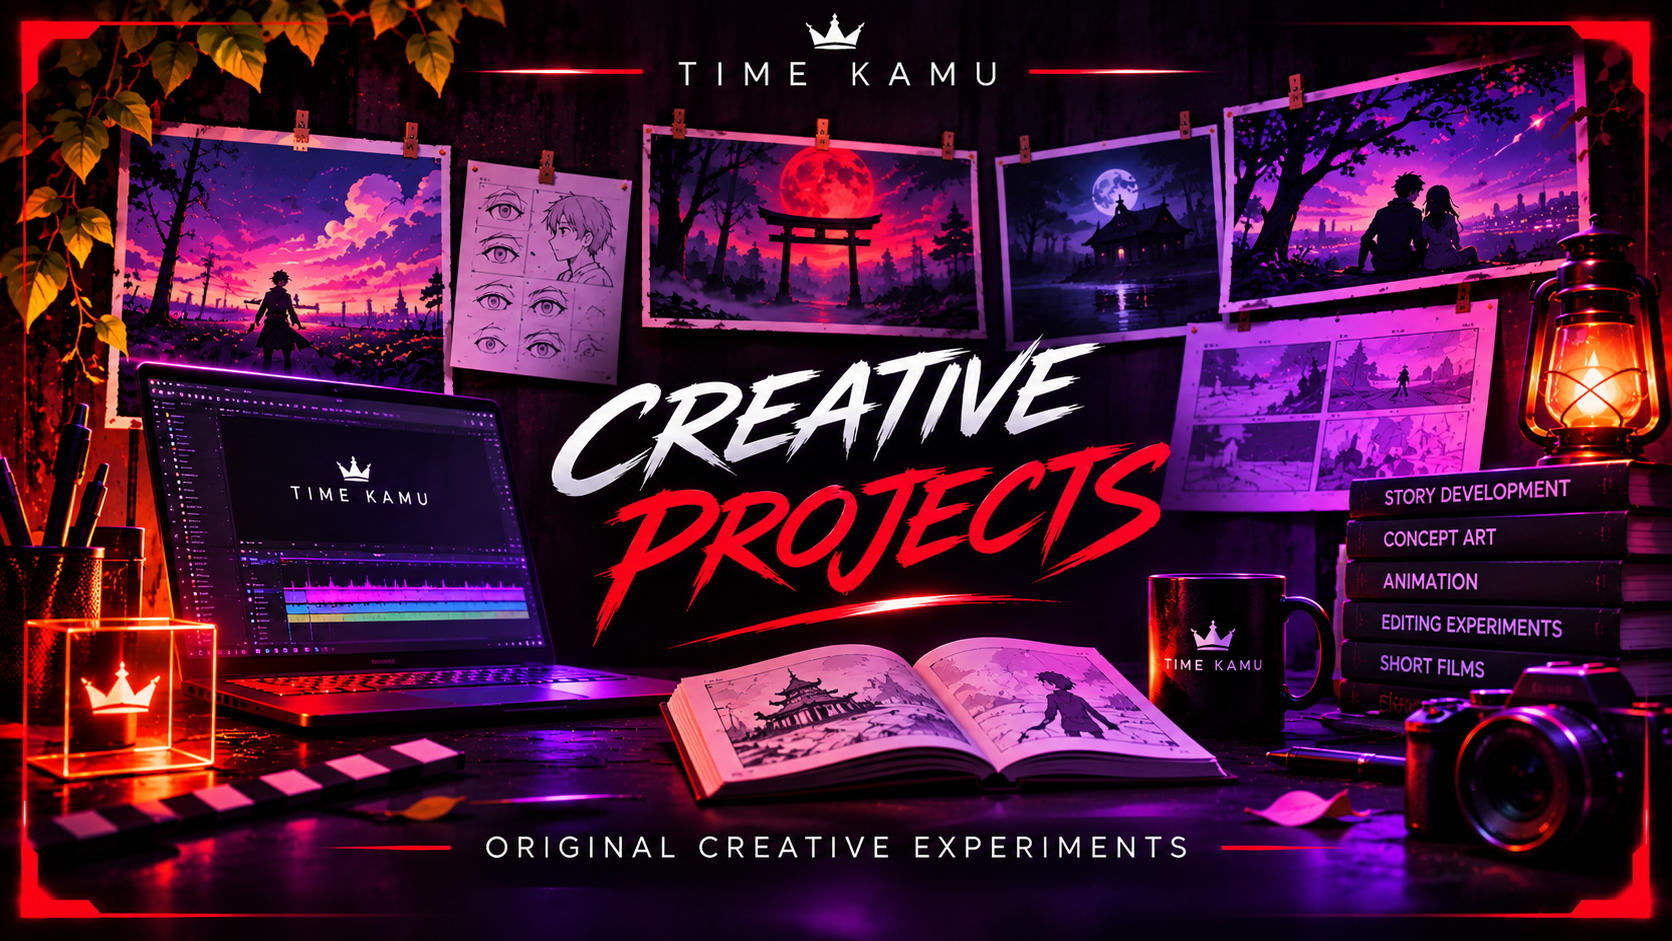 TIME KAMU
CREATIVE
PROJECTS
TIME KAMU
TIME KAMU
STORY DEVELOPMENT
CONCEPT ART
ANIMATION
EDITING EXPERIMENTS
SHORT FILMS
ORIGINAL CREATIVE EXPERIMENTS